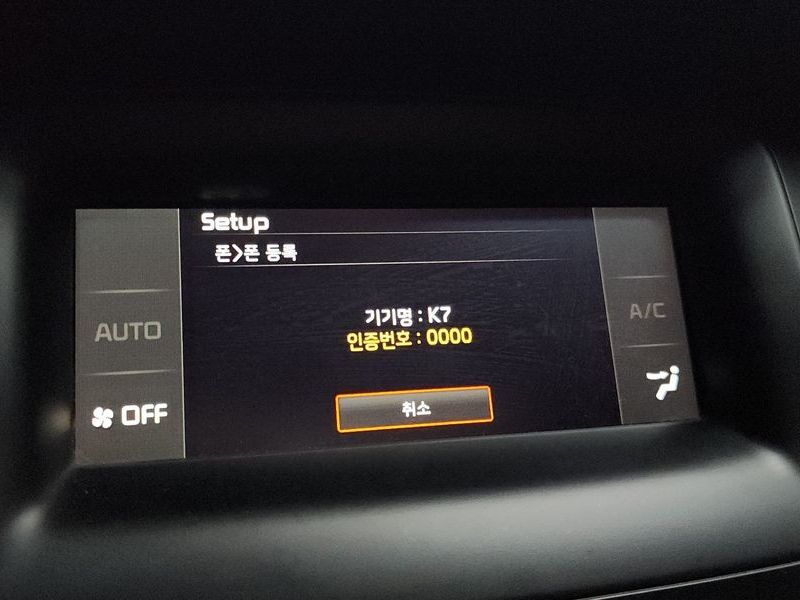 Setup
폰>폰 등록
기기명 : K7
인증번호 : 0000
취소
AUTO
OFF
A/C